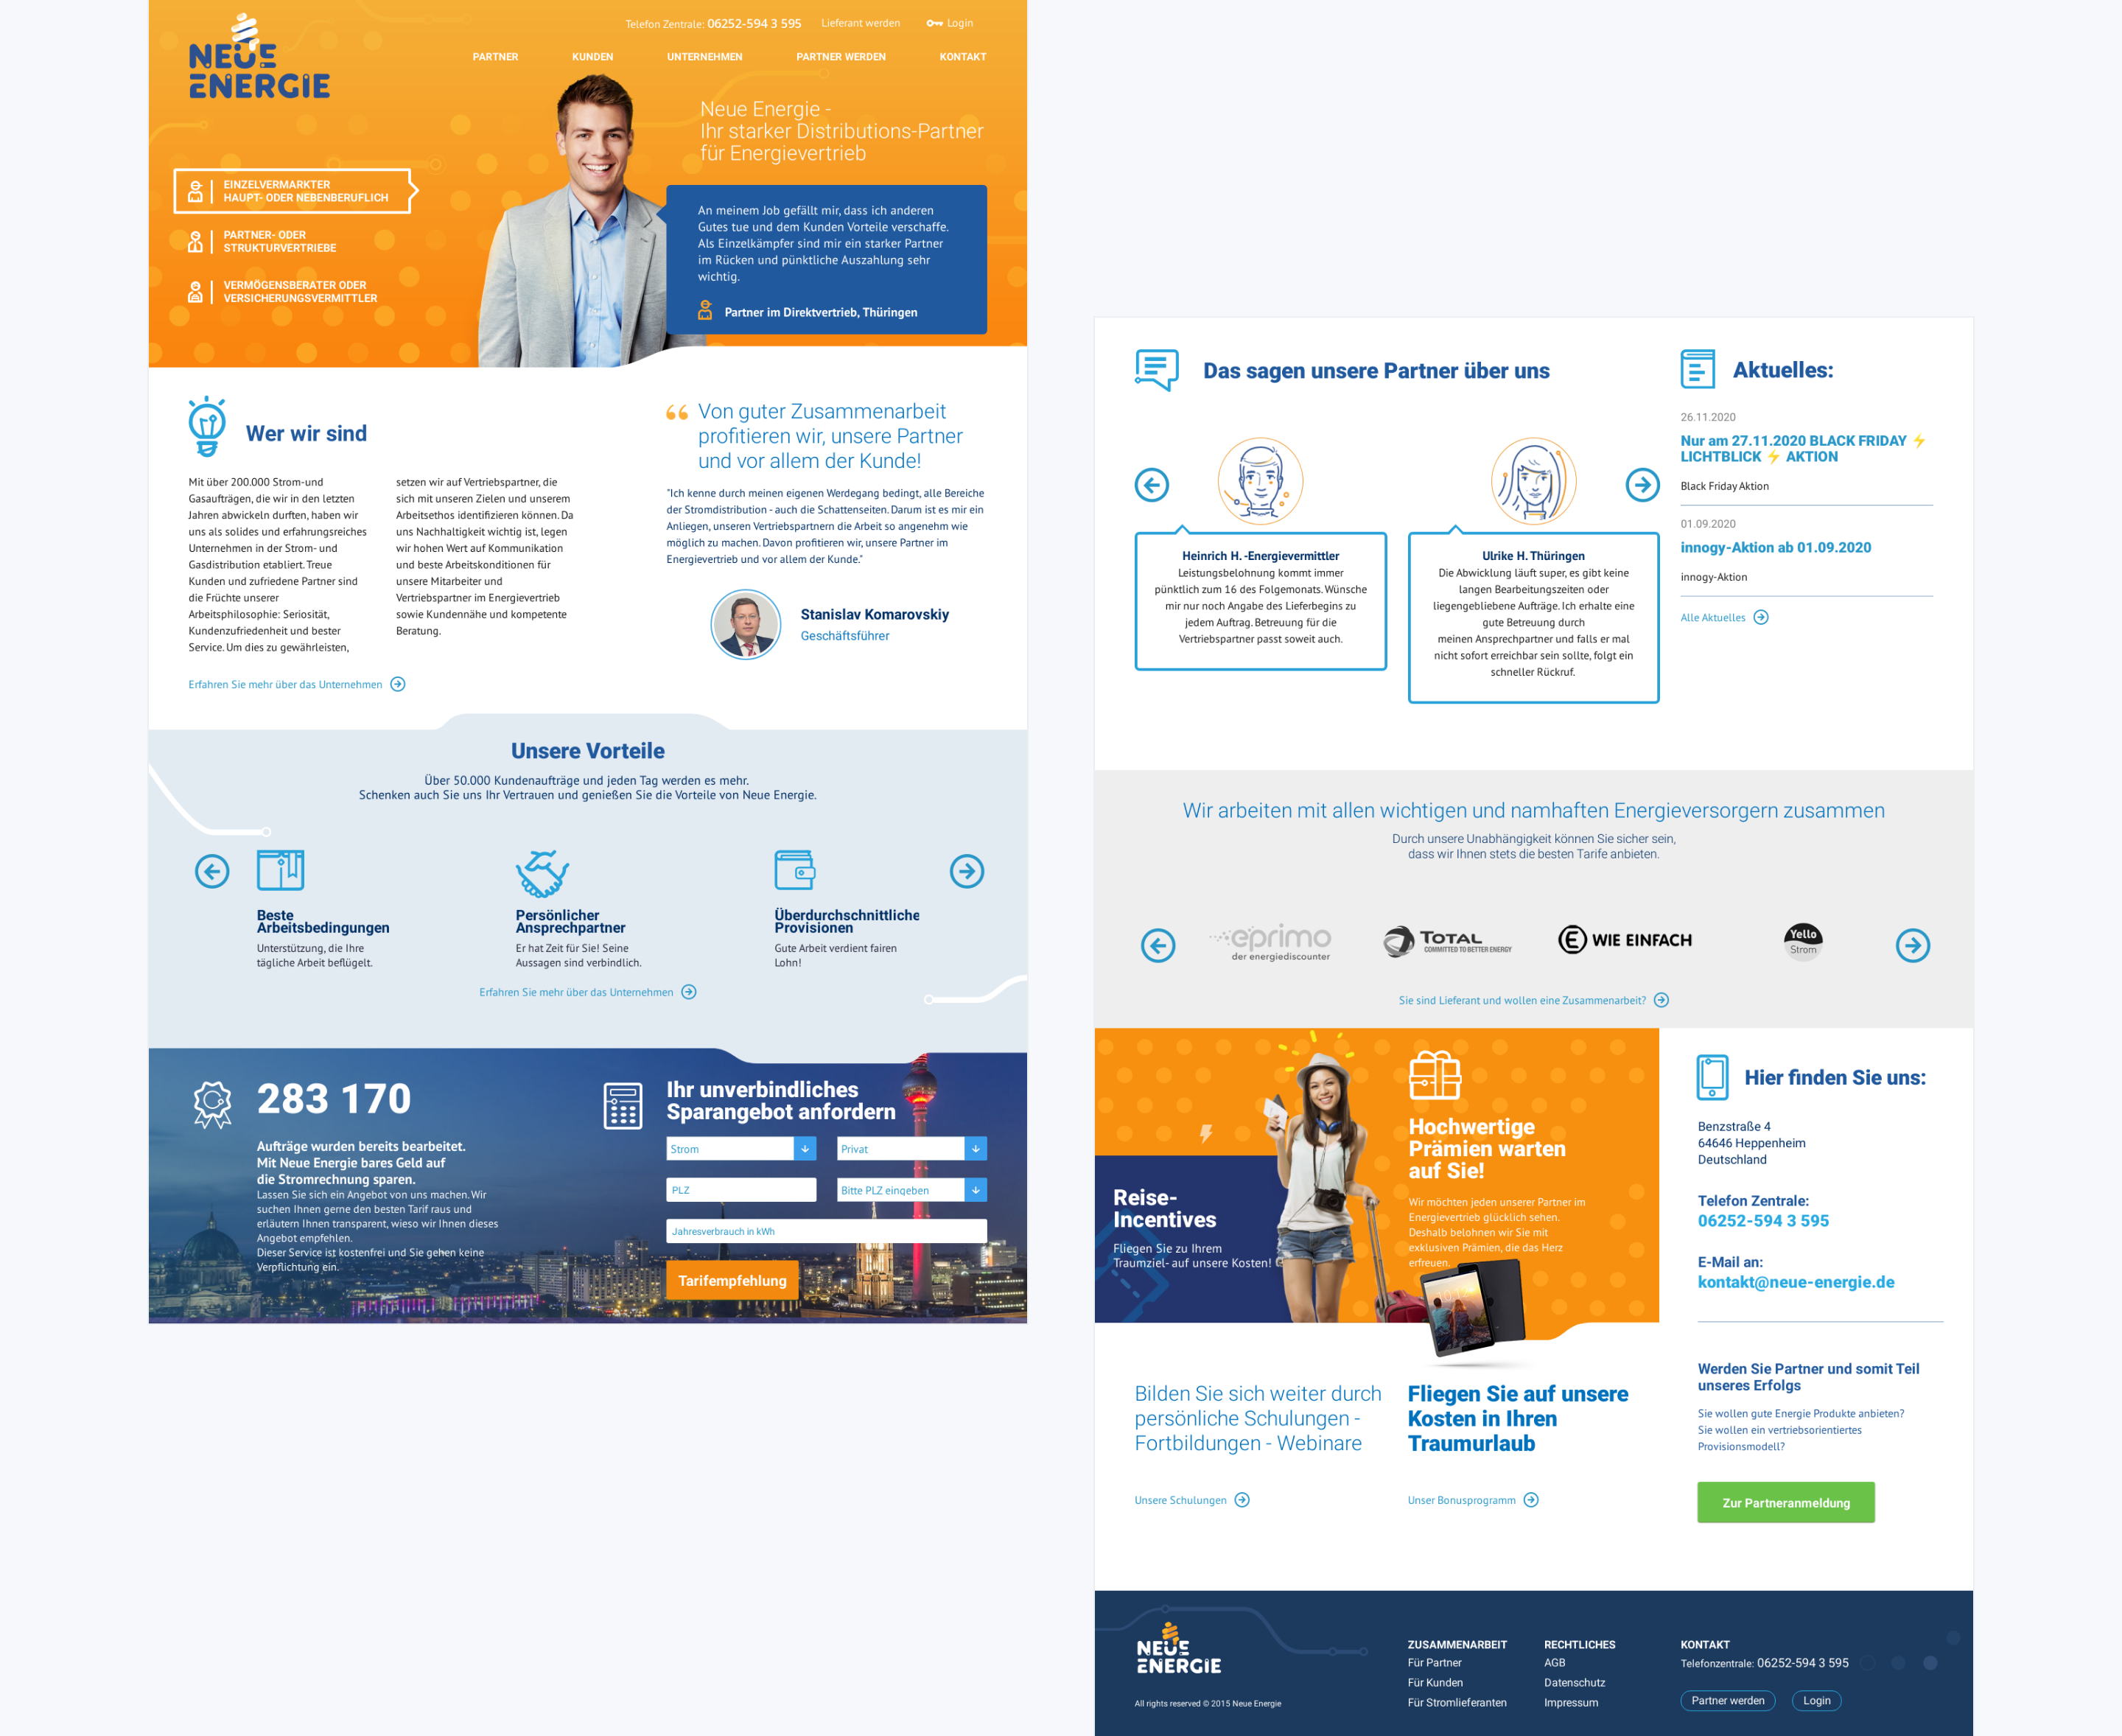 Telefon Zentrale: 06252-594 3 595 Lieferant werden Login
NEUE
ENERGIE
PARTNER KUNDEN UNTERNEHMEN PARTNER WERDEN KONTAKT
Neue Energie -
Ihr starker Distributions-Partner
für Energievertrieb
EINZELVERMARKTER
HAUPT- ODER NEBENBERUFLICH
PARTNER- ODER
STRUKTURVERTRIEBE
VERMÖGENSBERATER ODER
VERSICHERUNGSVERMITTLER
An meinem Job gefällt mir, dass ich anderen
Gutes tue und dem Kunden Vorteile verschaffe.
Als Einzelkämpfer sind mir ein starker Partner
im Rücken und pünktliche Auszahlung sehr
wichtig.
Partner im Direktvertrieb, Thüringen
Wer wir sind
Mit über 200.000 Strom-und
Gasaufträgen, die wir in den letzten
Jahren abwickeln durften, haben wir
uns als solides und erfahrungsreiches
Unternehmen in der Strom- und
Gasdistribution etabliert. Treue
Kunden und zufriedene Partner sind
die Früchte unserer
Arbeitsphilosophie: Seriosität,
Kundenzufriedenheit und bester
Service. Um dies zu gewährleisten,
setzen wir auf Vertriebspartner, die
sich mit unseren Zielen und unserem
Arbeitsethos identifizieren können. Da
uns Nachhaltigkeit wichtig ist, legen
wir hohen Wert auf Kommunikation
und beste Arbeitskonditionen für
unsere Mitarbeiter und
Vertriebspartner im Energievertrieb
sowie Kundennähe und kompetente
Beratung.
Erfahren Sie mehr über das Unternehmen
“ Von guter Zusammenarbeit
profitieren wir, unsere Partner
und vor allem der Kunde!
"Ich kenne durch meinen eigenen Werdegang bedingt, alle Bereiche
der Stromdistribution - auch die Schattenseiten. Darum ist es mir ein
Anliegen, unseren Vertriebspartnern die Arbeit so angenehm wie
möglich zu machen. Davon profitieren wir, unsere Partner im
Energievertrieb und vor allem der Kunde."
Stanislav Komarovskiy
Geschäftsführer
Unsere Vorteile
Über 50.000 Kundenaufträge und jeden Tag werden es mehr.
Schenken auch Sie uns Ihr Vertrauen und genießen Sie die Vorteile von Neue Energie.
Beste
Arbeitsbedingungen
Unterstützung, die Ihre
tägliche Arbeit beflügelt.
Persönlicher
Ansprechpartner
Er hat Zeit für Sie! Seine
Aussagen sind verbindlich.
Überdurchschnittliche
Provisionen
Gute Arbeit verdient fairen
Lohn!
Erfahren Sie mehr über das Unternehmen
283 170
Aufträge wurden bereits bearbeitet.
Mit Neue Energie bares Geld auf
die Stromrechnung sparen.
Lassen Sie sich ein Angebot von uns machen. Wir
suchen Ihnen gerne den besten Tarif raus und
erläutern Ihnen transparent, wieso wir Ihnen dieses
Angebot empfehlen.
Dieser Service ist kostenfrei und Sie gehen keine
Verpflichtung ein.
Ihr unverbindliches
Sparangebot anfordern
Strom Privat
PLZ Bitte PLZ eingeben
Jahresverbrauch in kWh
Tarifempfehlung
Das sagen unsere Partner über uns
Heinrich H. -Energievermittler
Leistungsbelohnung kommt immer
pünktlich zum 16 des Folgemonats. Wünsche
mir nur noch Angabe des Lieferbegins zu
jedem Auftrag. Betreuung für die
Vertriebspartner passt soweit auch.
Ulrike H. Thüringen
Die Abwicklung läuft super, es gibt keine
langen Bearbeitungszeiten oder
liegengebliebene Aufträge. Ich erhalte eine
gute Betreuung durch
meinen Ansprechpartner und falls er mal
nicht sofort erreichbar sein sollte, folgt ein
schneller Rückruf.
Aktuelles:
26.11.2020
Nur am 27.11.2020 BLACK FRIDAY ⚡
LICHTBLICK ⚡ AKTION
Black Friday Aktion
01.09.2020
innogy-Aktion ab 01.09.2020
innogy-Aktion
Alle Aktuelles
Wir arbeiten mit allen wichtigen und namhaften Energieversorgern zusammen
Durch unsere Unabhängigkeit können Sie sicher sein,
dass wir Ihnen stets die besten Tarife anbieten.
eprimo
der energiediscounter
TOTAL
COMMITTED TO BETTER ENERGY
E WIE EINFACH
Yello
Strom
Sie sind Lieferant und wollen eine Zusammenarbeit?
Reise-
Incentives
Fliegen Sie zu Ihrem
Traumziel- auf unsere Kosten!
Hochwertige
Prämien warten
auf Sie!
Wir möchten jeden unserer Partner im
Energievertrieb glücklich sehen.
Deshalb belohnen wir Sie mit
exklusiven Prämien, die das Herz
erfreuen.
Hier finden Sie uns:
Benzstraße 4
64646 Heppenheim
Deutschland
Telefon Zentrale:
06252-594 3 595
E-Mail an:
kontakt@neue-energie.de
Bilden Sie sich weiter durch
persönliche Schulungen -
Fortbildungen - Webinare
Unsere Schulungen
Fliegen Sie auf unsere
Kosten in Ihren
Traumurlaub
Unser Bonusprogramm
Werden Sie Partner und somit Teil
unseres Erfolgs
Sie wollen gute Energie Produkte anbieten?
Sie wollen ein vertriebsorientiertes
Provisionsmodell?
Zur Partneranmeldung
NEUE
ENERGIE
All rights reserved © 2015 Neue Energie
ZUSAMMENARBEIT
Für Partner
Für Kunden
Für Stromlieferanten
RECHTLICHES
AGB
Datenschutz
Impressum
KONTAKT
Telefonzentrale: 06252-594 3 595
Partner werden Login